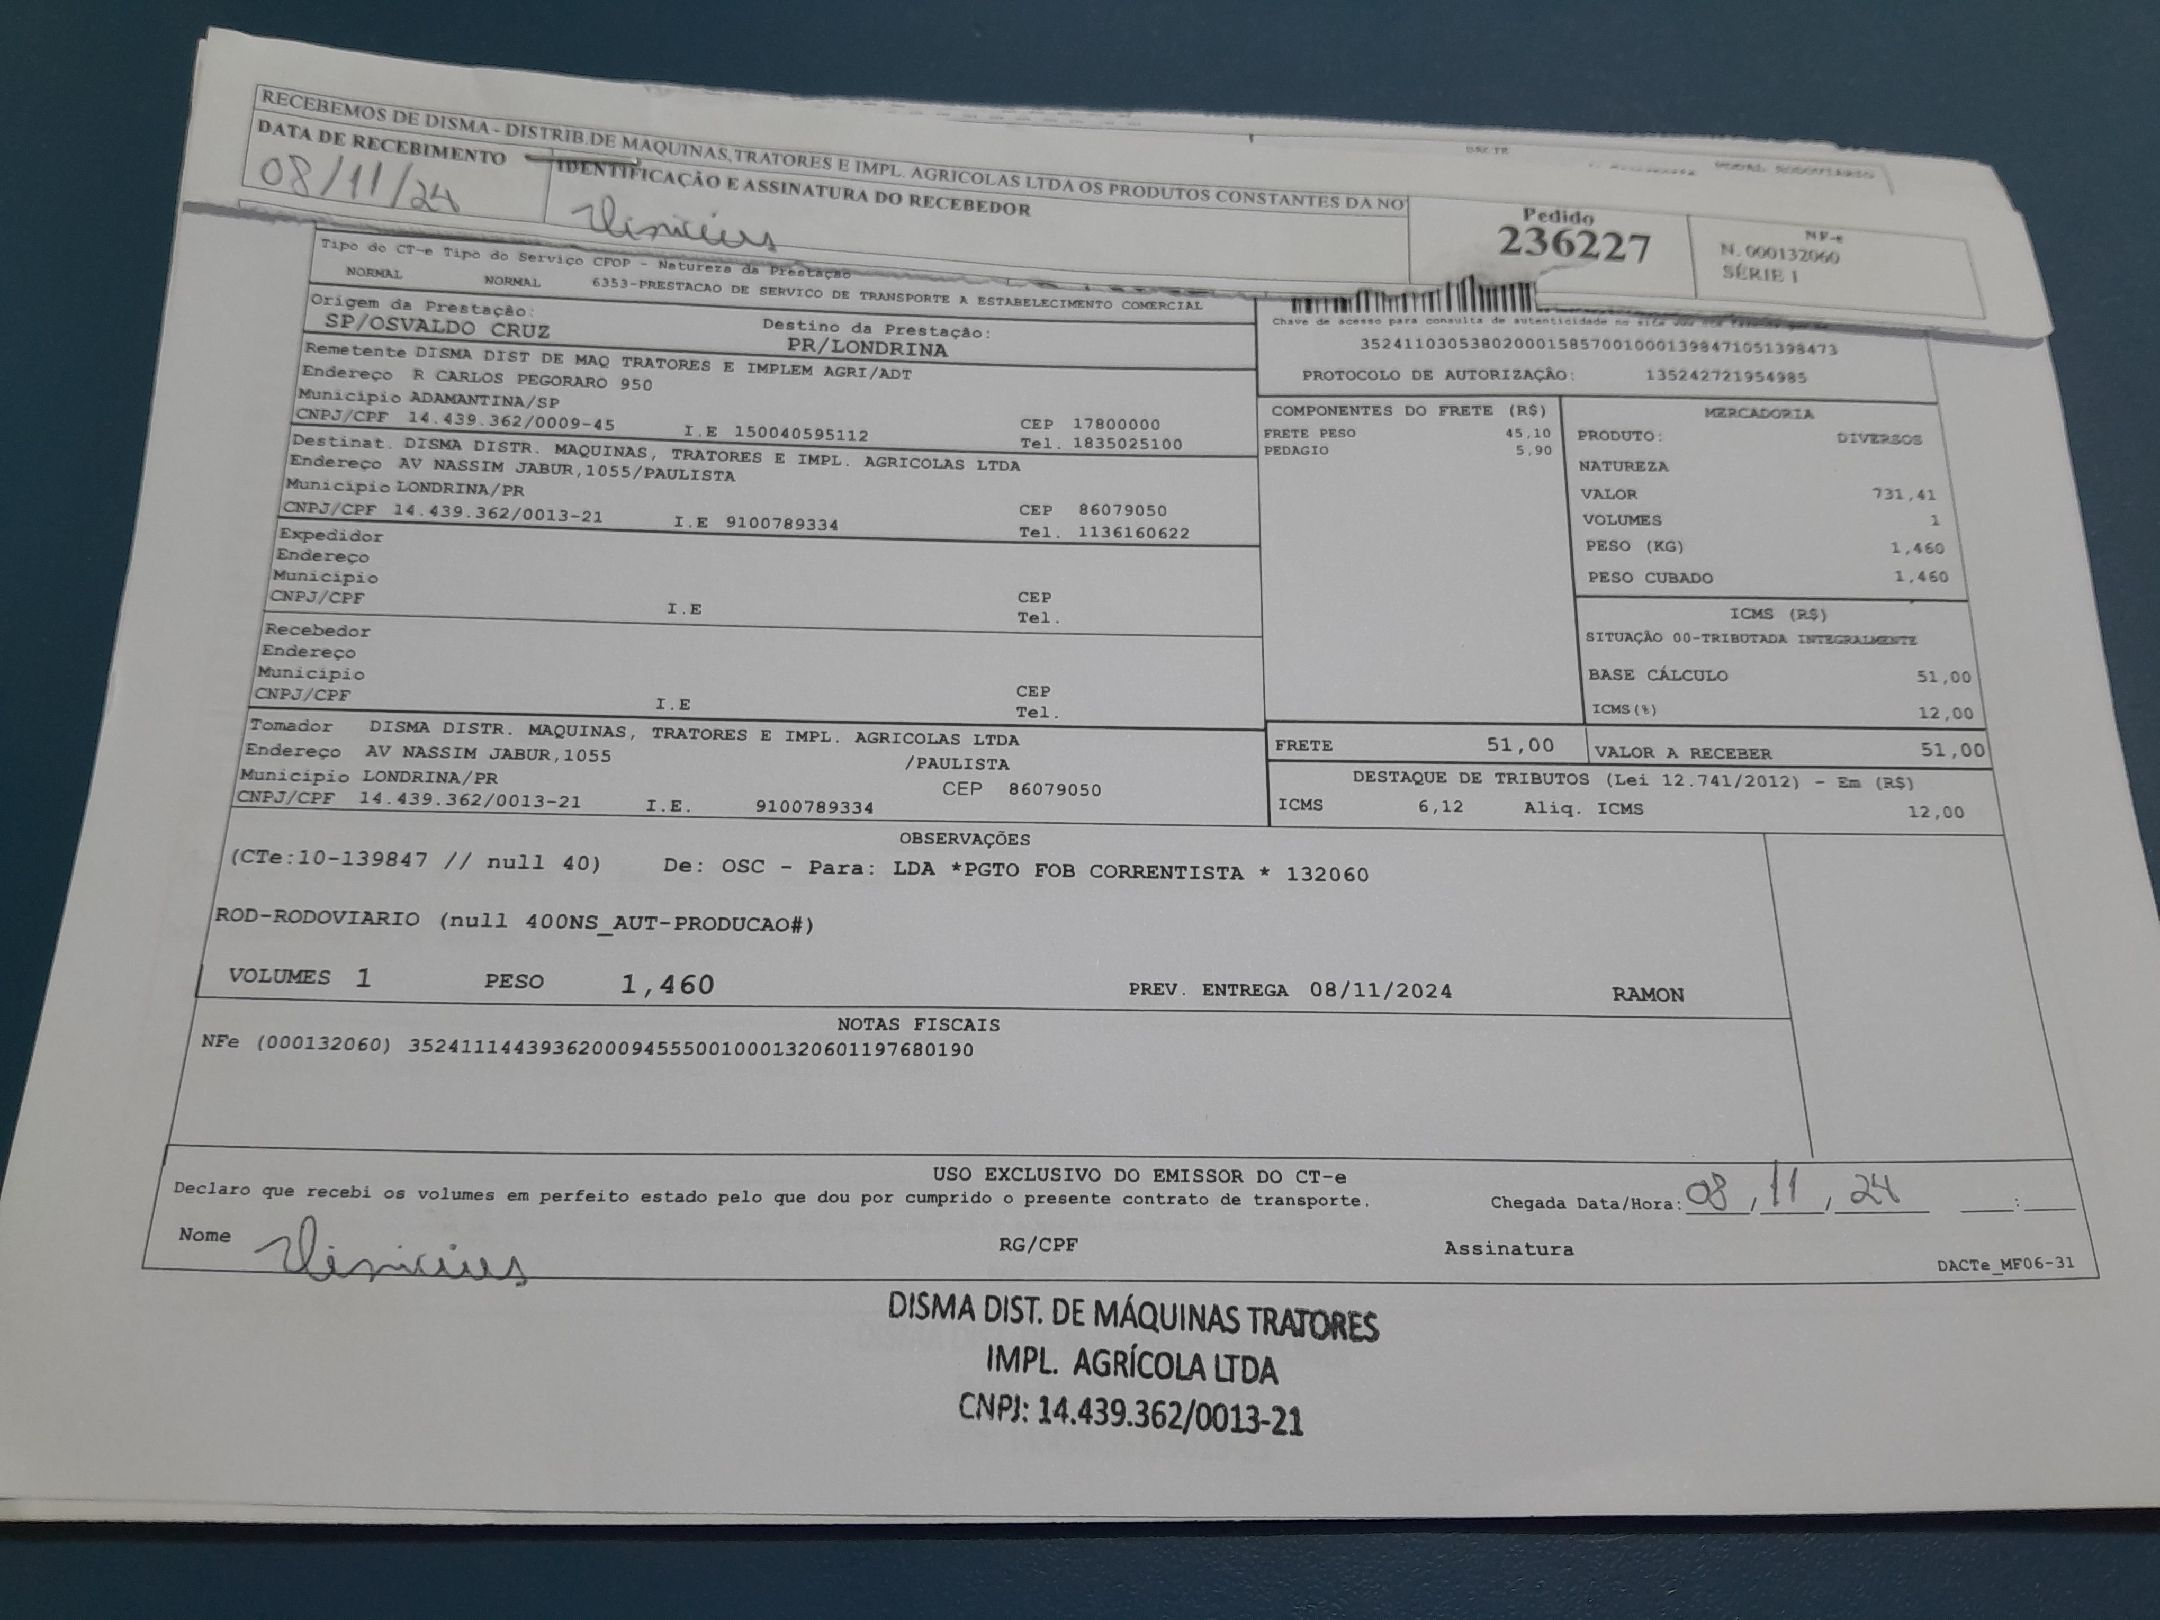 RECEBEMOS DE DISMA - DISTRIB.DE MAQUINAS,TRATORES E IMPL. AGRICOLAS LTDA OS PRODUTOS CONSTANTES DA NO
DATA DE RECEBIMENTO
08/11/24
IDENTIFICAÇÃO E ASSINATURA DO RECEBEDOR
Vinicius
Pedido
236227
NF-e
N. 000132060
SÉRIE 1
Tipo do CT-e Tipo do Serviço CFOP - Natureza da Prestação
NORMAL NORMAL 6353-PRESTACAO DE SERVICO DE TRANSPORTE A ESTABELECIMENTO COMERCIAL
Origem da Prestação:
SP/OSVALDO CRUZ
Destino da Prestação:
PR/LONDRINA
Chave de acesso para consulta de autenticidade no site
35241103053802000158570010001398471051398473
PROTOCOLO DE AUTORIZAÇÃO: 135242721954985
Remetente DISMA DIST DE MAQ TRATORES E IMPLEM AGRI/ADT
Endereço R CARLOS PEGORARO 950
Município ADAMANTINA/SP CEP 17800000
CNPJ/CPF 14.439.362/0009-45 I.E 150040595112 Tel. 1835025100
Destinat. DISMA DISTR. MAQUINAS, TRATORES E IMPL. AGRICOLAS LTDA
Endereço AV NASSIM JABUR,1055/PAULISTA
Município LONDRINA/PR CEP 86079050
CNPJ/CPF 14.439.362/0013-21 I.E 9100789334 Tel. 1136160622
Expedidor
Endereço
Município CEP
CNPJ/CPF I.E Tel.
Recebedor
Endereço
Município CEP
CNPJ/CPF I.E Tel.
Tomador DISMA DISTR. MAQUINAS, TRATORES E IMPL. AGRICOLAS LTDA
Endereço AV NASSIM JABUR,1055 /PAULISTA
Município LONDRINA/PR CEP 86079050
CNPJ/CPF 14.439.362/0013-21 I.E. 9100789334
COMPONENTES DO FRETE (R$)
FRETE PESO 45,10
PEDAGIO 5,90
MERCADORIA
PRODUTO: DIVERSOS
NATUREZA
VALOR 731,41
VOLUMES 1
PESO (KG) 1,460
PESO CUBADO 1,460
ICMS (R$)
SITUAÇÃO 00-TRIBUTADA INTEGRALMENTE
BASE CÁLCULO 51,00
ICMS(%) 12,00
FRETE 51,00 VALOR A RECEBER 51,00
DESTAQUE DE TRIBUTOS (Lei 12.741/2012) - Em (R$)
ICMS 6,12 Aliq. ICMS 12,00
OBSERVAÇÕES
(CTe:10-139847 // null 40) De: OSC - Para: LDA *PGTO FOB CORRENTISTA * 132060
ROD-RODOVIARIO (null 400NS_AUT-PRODUCAO#)
VOLUMES 1 PESO 1,460 PREV. ENTREGA 08/11/2024 RAMON
NOTAS FISCAIS
NFe (000132060) 35241114439362000945550010001320601197680190
USO EXCLUSIVO DO EMISSOR DO CT-e
Declaro que recebi os volumes em perfeito estado pelo que dou por cumprido o presente contrato de transporte.
Chegada Data/Hora: 08,11,24 :
Nome Vinicius RG/CPF Assinatura
DACTe_MF06-31
DISMA DIST. DE MÁQUINAS TRATORES
IMPL. AGRÍCOLA LTDA
CNPJ: 14.439.362/0013-21